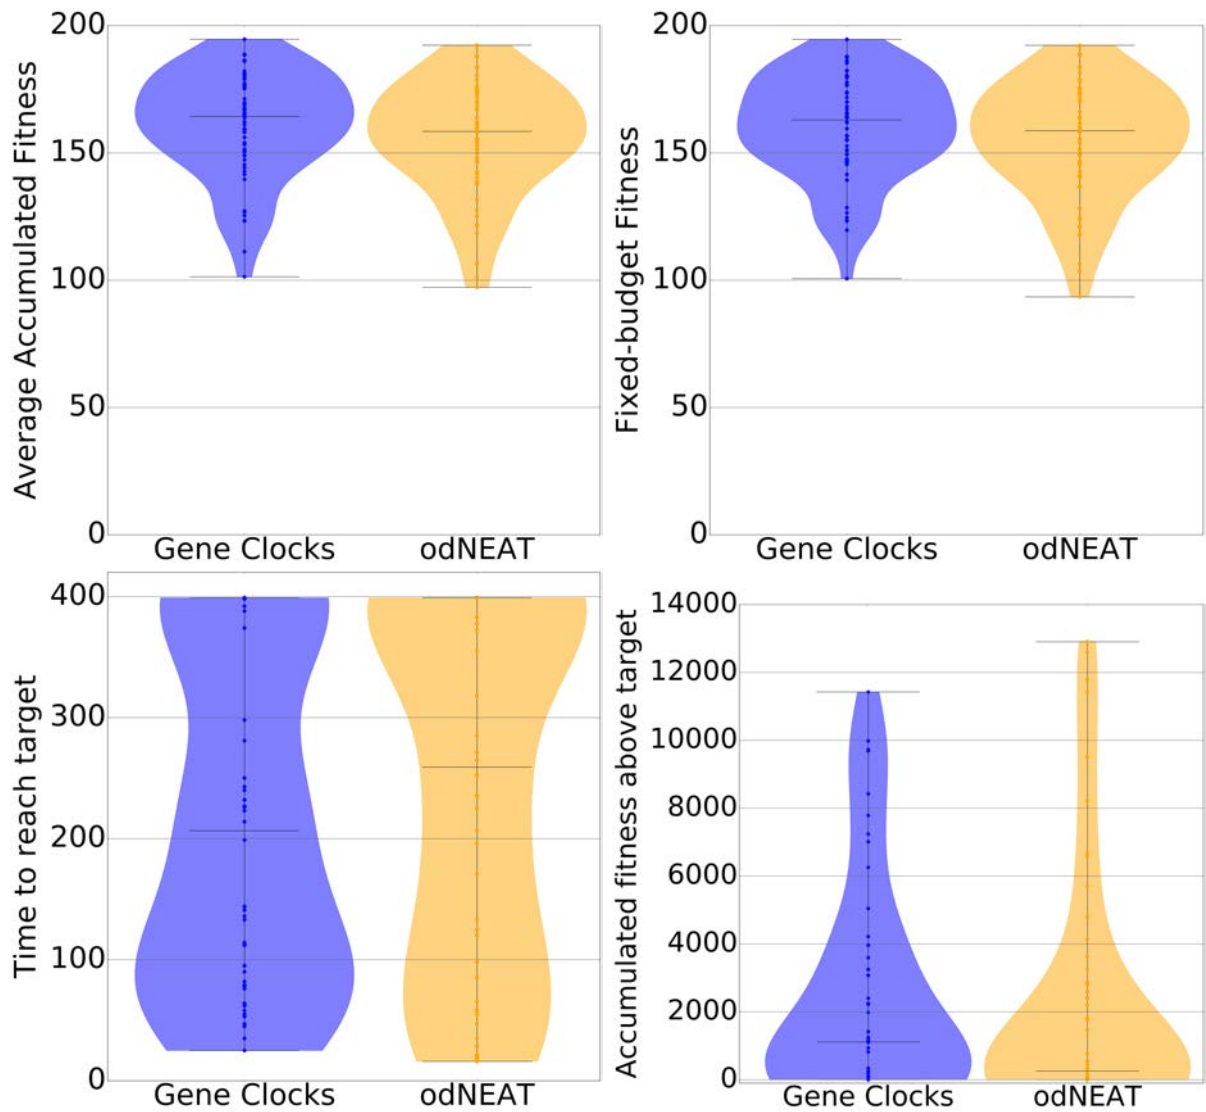 Average Accumulated Fitness
200
150
100
50
0
Gene Clocks
odNEAT
Fixed-budget Fitness
200
150
100
50
0
Gene Clocks
odNEAT
Time to reach target
400
300
200
100
0
Gene Clocks
odNEAT
Accumulated fitness above target
14000
12000
10000
8000
6000
4000
2000
0
Gene Clocks
odNEAT